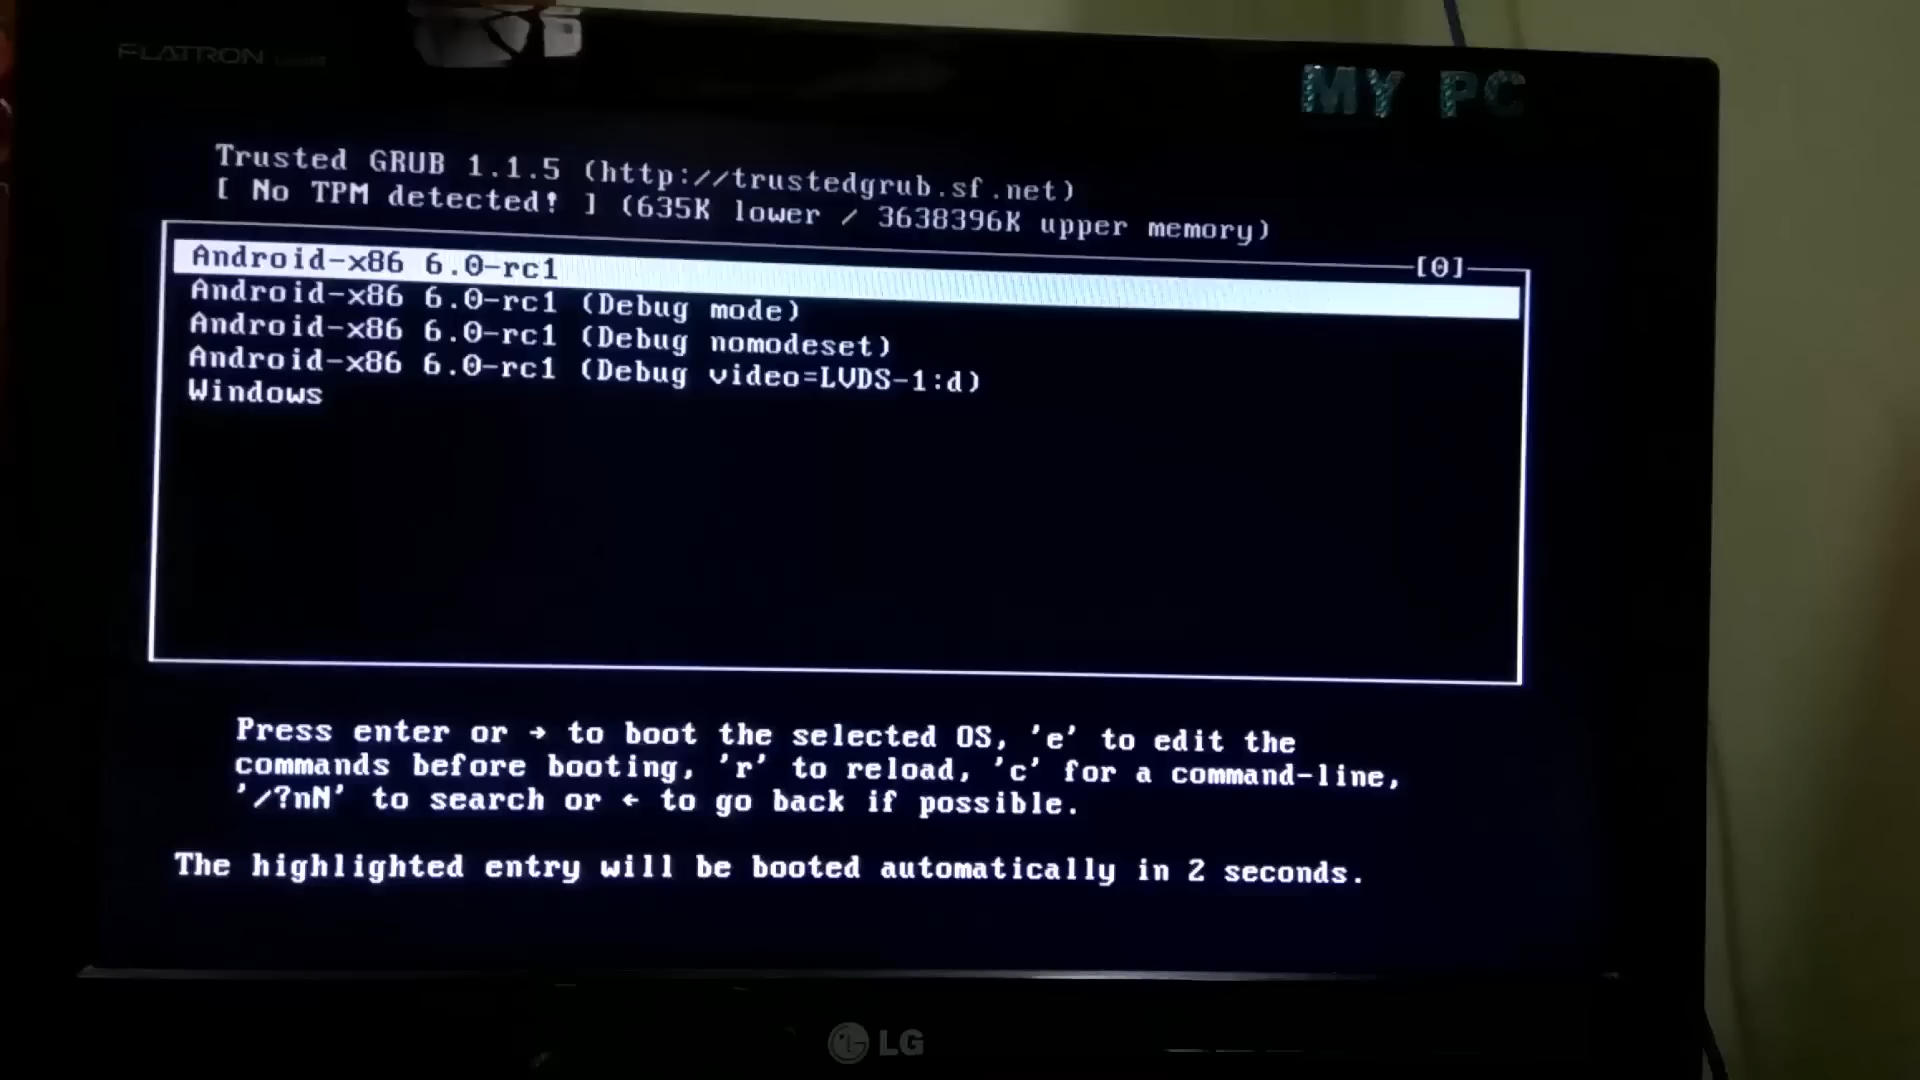 FLATRON
MY PC
Trusted GRUB 1.1.5 (http://trustedgrub.sf.net)
[ No TPM detected! ] (635K lower / 3638396K upper memory)
[0]
Android-x86 6.0-rc1
Android-x86 6.0-rc1 (Debug mode)
Android-x86 6.0-rc1 (Debug nomodeset)
Android-x86 6.0-rc1 (Debug video=LVDS-1:d)
Windows
Press enter or → to boot the selected OS, 'e' to edit the
commands before booting, 'r' to reload, 'c' for a command-line,
'/?nN' to search or ← to go back if possible.
The highlighted entry will be booted automatically in 2 seconds.
LG